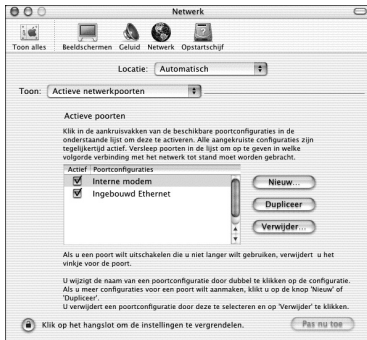 Netwerk
Toon alles Beeldschermen Geluid Netwerk Opstartschijf
Locatie: Automatisch
Toon: Actieve netwerkpoorten
Actieve poorten
Klik in de aankruisvakken van de beschikbare poortconfiguraties in de
onderstaande lijst om deze te activeren. Alle aangekruiste configuraties zijn
tegelijkertijd actief. Versleep poorten in de lijst om op te geven in welke
volgorde verbinding met het netwerk tot stand moet worden gebracht.
Actief Poortconfiguraties
Interne modem
Ingebouwd Ethernet
Nieuw...
Dupliceer
Verwijder...
Als u een poort wilt uitschakelen die u niet langer wilt gebruiken, verwijdert u het
vinkje voor de poort.
U wijzigt de naam van een poortconfiguratie door dubbel te klikken op de configuratie.
Als u meer configuraties voor een poort wilt aanmaken, klikt u op de knop 'Nieuw' of
'Dupliceer'.
U verwijdert een poortconfiguratie door deze te selecteren en op 'Verwijder' te klikken.
Klik op het hangslot om de instellingen te vergrendelen.
Pas nu toe